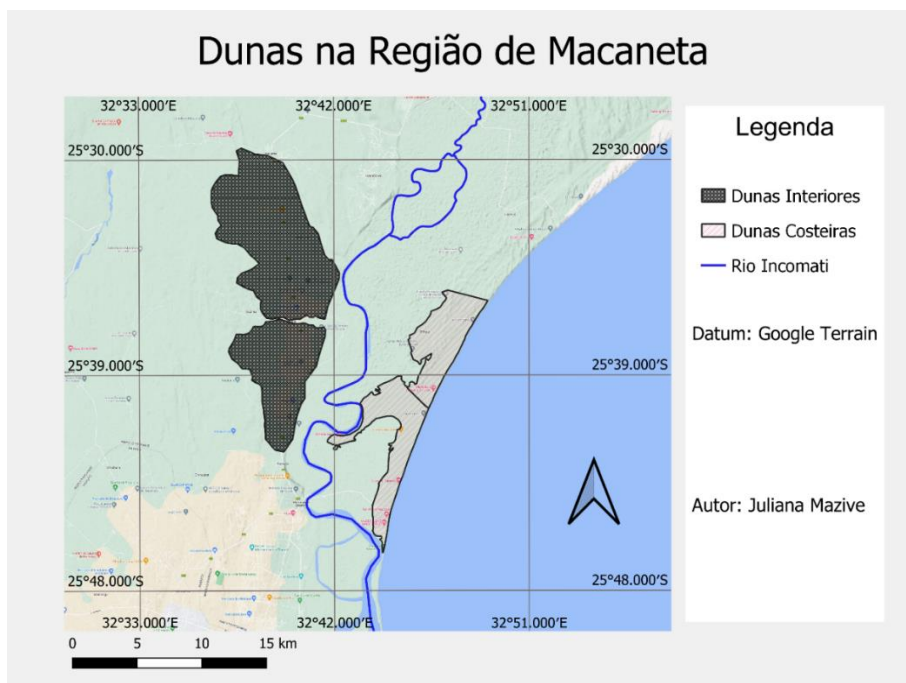 Dunas na Região de Macaneta
32°33.000′E 32°42.000′E 32°51.000′E
25°30.000′S 25°30.000′S
25°39.000′S 25°39.000′S
25°48.000′S 25°48.000′S
32°33.000′E 32°42.000′E 32°51.000′E
0 5 10 15 km
Legenda
Dunas Interiores
Dunas Costeiras
Rio Incomati
Datum: Google Terrain
Autor: Juliana Mazive